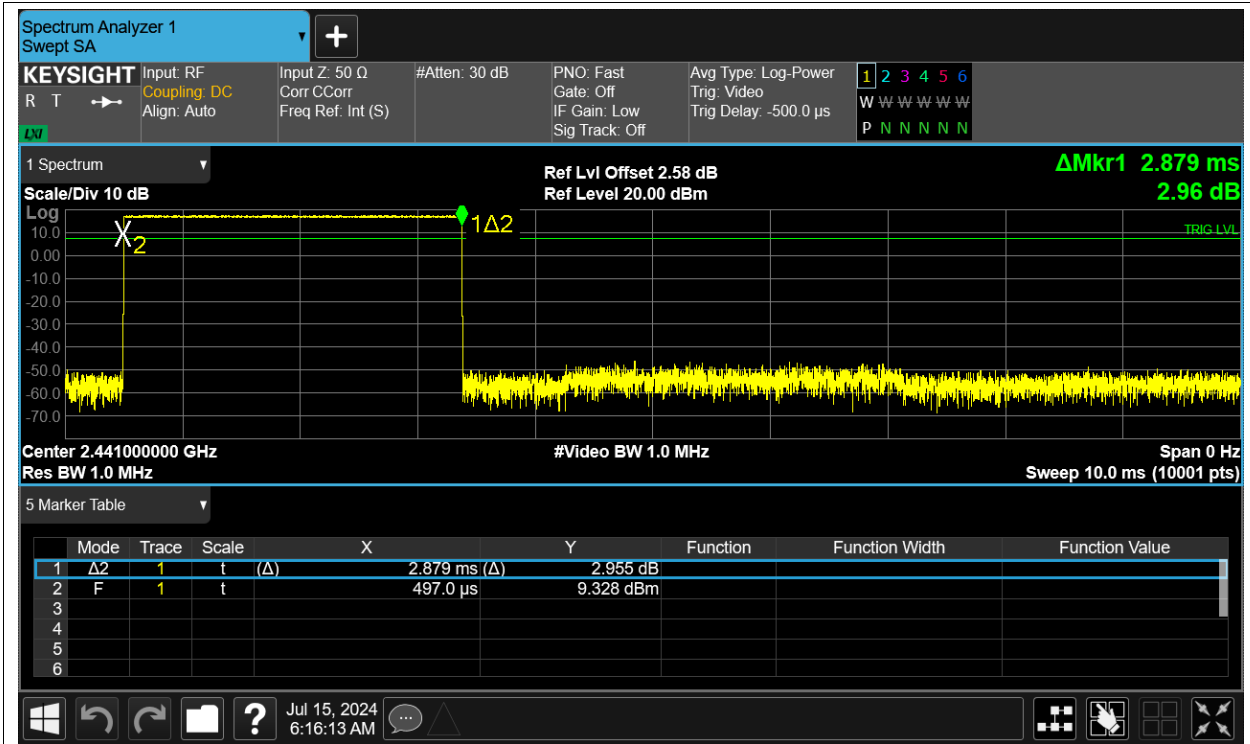 Spectrum Analyzer 1
Swept SA
+
KEYSIGHT
R T
LXI
Input: RF
Coupling: DC
Align: Auto
Input Z: 50 Ω
Corr CCorr
Freq Ref: Int (S)
#Atten: 30 dB
PNO: Fast
Gate: Off
IF Gain: Low
Sig Track: Off
Avg Type: Log-Power
Trig: Video
Trig Delay: -500.0 µs
1 2 3 4 5 6
W W W W W W
P N N N N N
1 Spectrum
Scale/Div 10 dB
Ref Lvl Offset 2.58 dB
Ref Level 20.00 dBm
ΔMkr1 2.879 ms
2.96 dB
Log
10.0
0.00
-10.0
-20.0
-30.0
-40.0
-50.0
-60.0
-70.0
X2
1Δ2
TRIG LVL
Center 2.441000000 GHz
#Video BW 1.0 MHz
Span 0 Hz
Res BW 1.0 MHz
Sweep 10.0 ms (10001 pts)
5 Marker Table
Mode Trace Scale X Y Function Function Width Function Value
1 Δ2 1 t (Δ) 2.879 ms (Δ) 2.955 dB
2 F 1 t 497.0 µs 9.328 dBm
3
4
5
6
?
Jul 15, 2024
6:16:13 AM